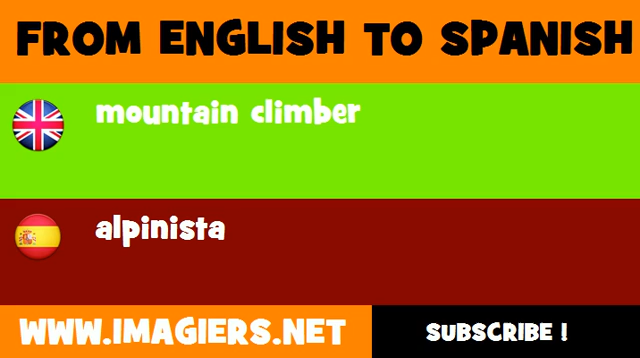 FROM ENGLISH TO SPANISH
mountain climber
alpinista
WWW.IMAGIERS.NET
SUBSCRIBE !